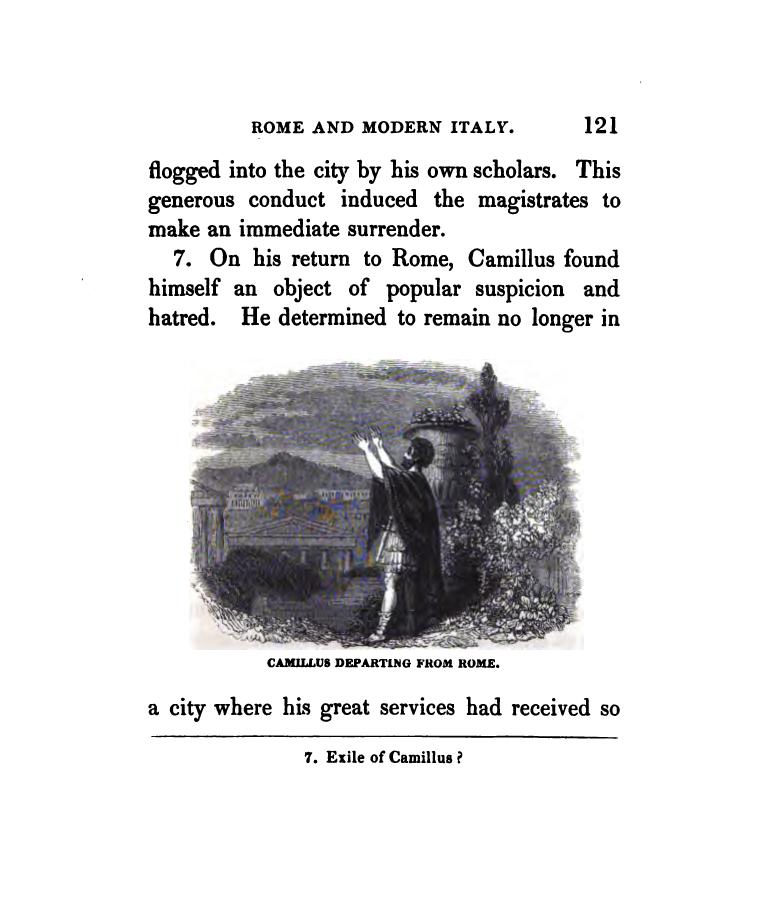 ROME AND MODERN ITALY. 121
flogged into the city by his own scholars. This
generous conduct induced the magistrates to
make an immediate surrender.
7. On his return to Rome, Camillus found
himself an object of popular suspicion and
hatred. He determined to remain no longer in
CAMILLUS DEPARTING FROM ROME.
a city where his great services had received so
7. Exile of Camillus?